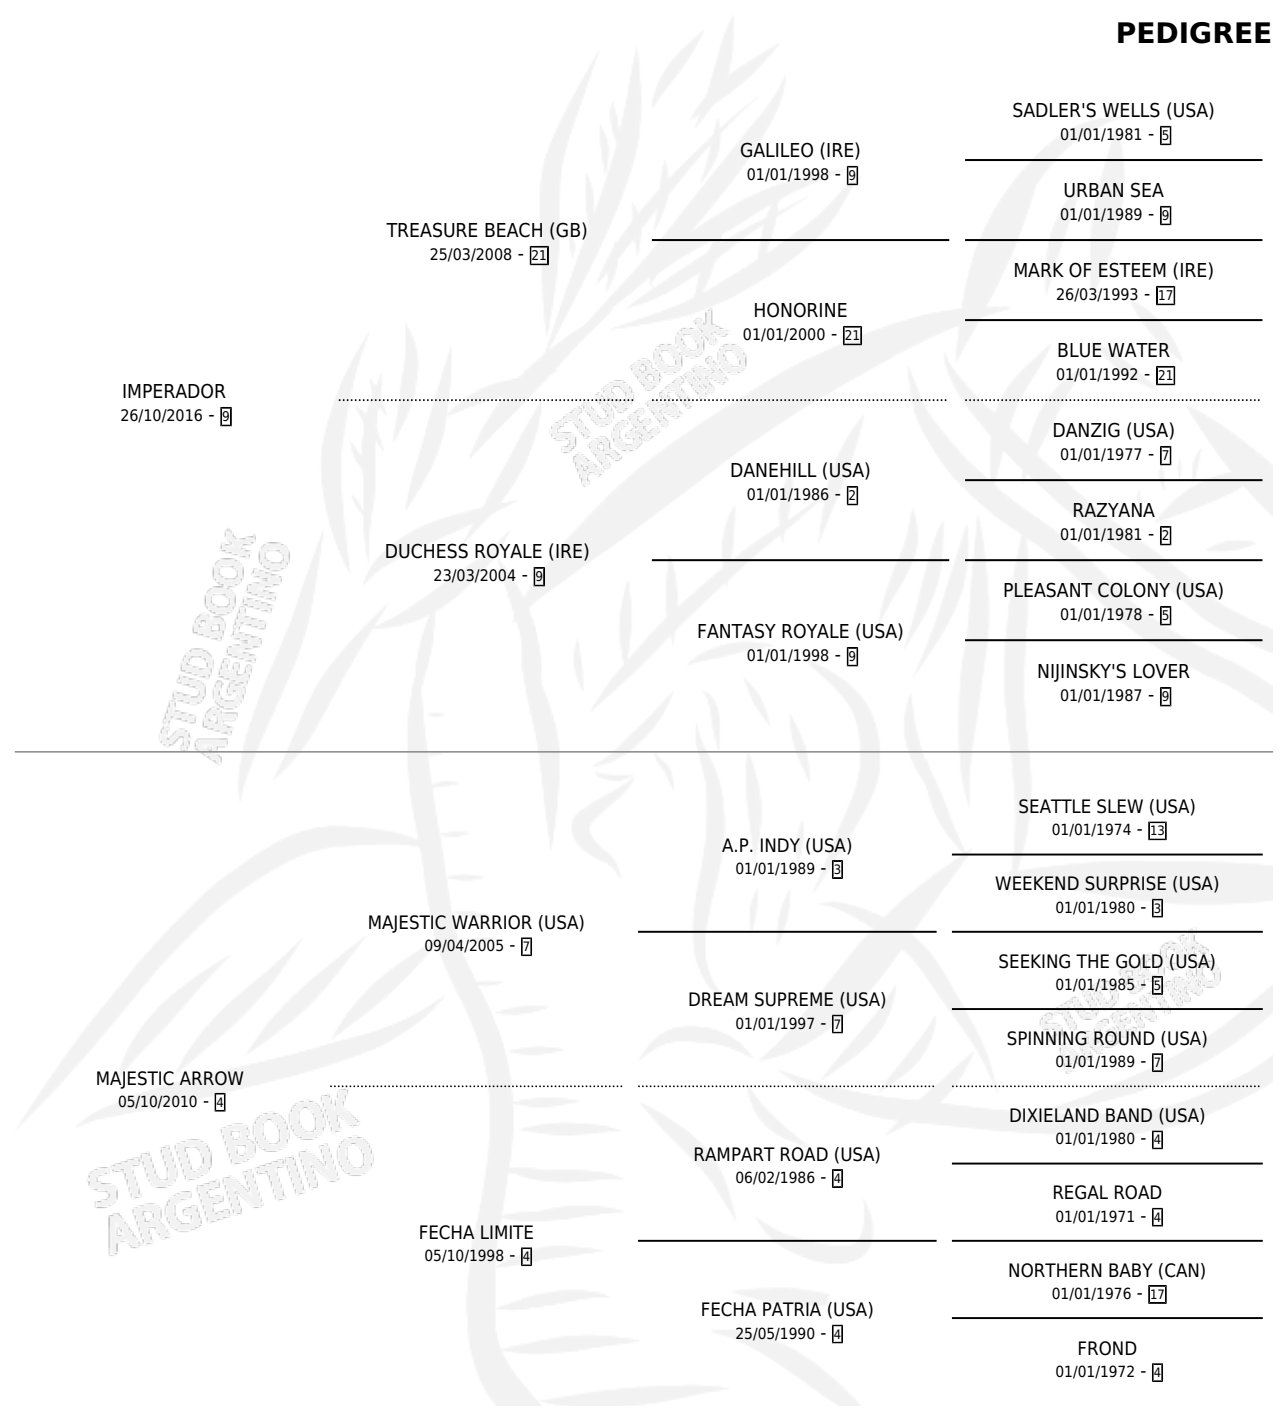 PEDIGREE
SADLER'S WELLS (USA)
01/01/1981 - 5
GALILEO (IRE)
01/01/1998 - 9
URBAN SEA
01/01/1989 - 9
TREASURE BEACH (GB)
25/03/2008 - 21
MARK OF ESTEEM (IRE)
26/03/1993 - 17
HONORINE
01/01/2000 - 21
BLUE WATER
01/01/1992 - 21
IMPERADOR
26/10/2016 - 9
DANZIG (USA)
01/01/1977 - 7
DANEHILL (USA)
01/01/1986 - 2
RAZYANA
01/01/1981 - 2
DUCHESS ROYALE (IRE)
23/03/2004 - 9
PLEASANT COLONY (USA)
01/01/1978 - 5
FANTASY ROYALE (USA)
01/01/1998 - 9
NIJINSKY'S LOVER
01/01/1987 - 9
SEATTLE SLEW (USA)
01/01/1974 - 13
A.P. INDY (USA)
01/01/1989 - 3
WEEKEND SURPRISE (USA)
01/01/1980 - 3
MAJESTIC WARRIOR (USA)
09/04/2005 - 7
SEEKING THE GOLD (USA)
01/01/1985 - 5
DREAM SUPREME (USA)
01/01/1997 - 7
SPINNING ROUND (USA)
01/01/1989 - 7
MAJESTIC ARROW
05/10/2010 - 4
DIXIELAND BAND (USA)
01/01/1980 - 4
RAMPART ROAD (USA)
06/02/1986 - 4
REGAL ROAD
01/01/1971 - 4
FECHA LIMITE
05/10/1998 - 4
NORTHERN BABY (CAN)
01/01/1976 - 17
FECHA PATRIA (USA)
25/05/1990 - 4
FROND
01/01/1972 - 4
STUD BOOK
ARGENTINO
STUD BOOK
ARGENTINO
STUD BOOK
ARGENTINO
STUD BOOK
ARGENTINO